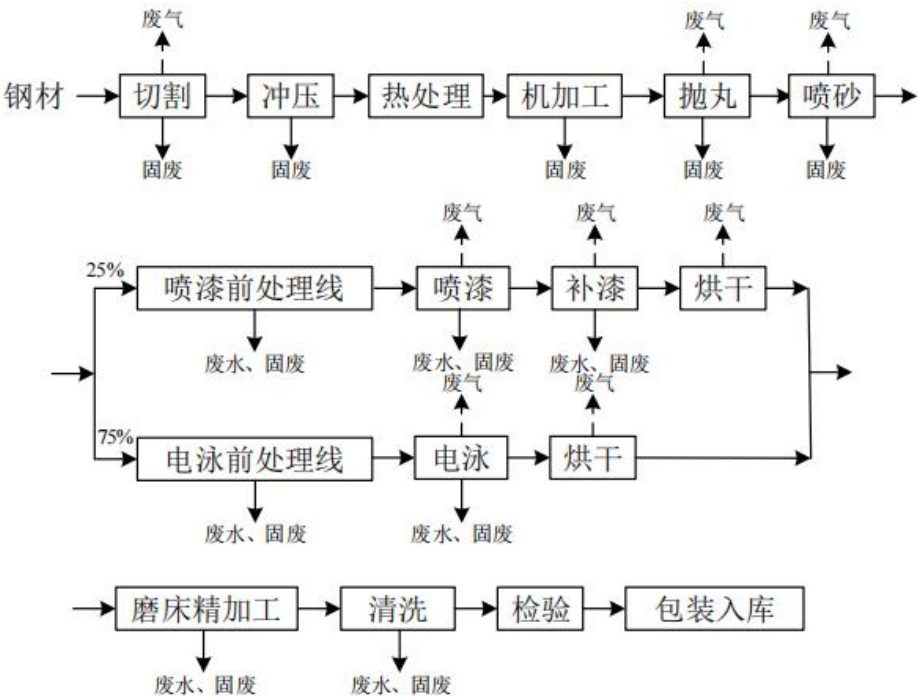 废气 废气 废气
钢材 切割 冲压 热处理 机加工 抛丸 喷砂
固废 固废 固废 固废 固废
废气 废气 废气
25% 喷漆前处理线 喷漆 补漆 烘干
废水、固废 废水、固废 废水、固废
废气 废气
75% 电泳前处理线 电泳 烘干
废水、固废 废水、固废
磨床精加工 清洗 检验 包装入库
废水、固废 废水、固废